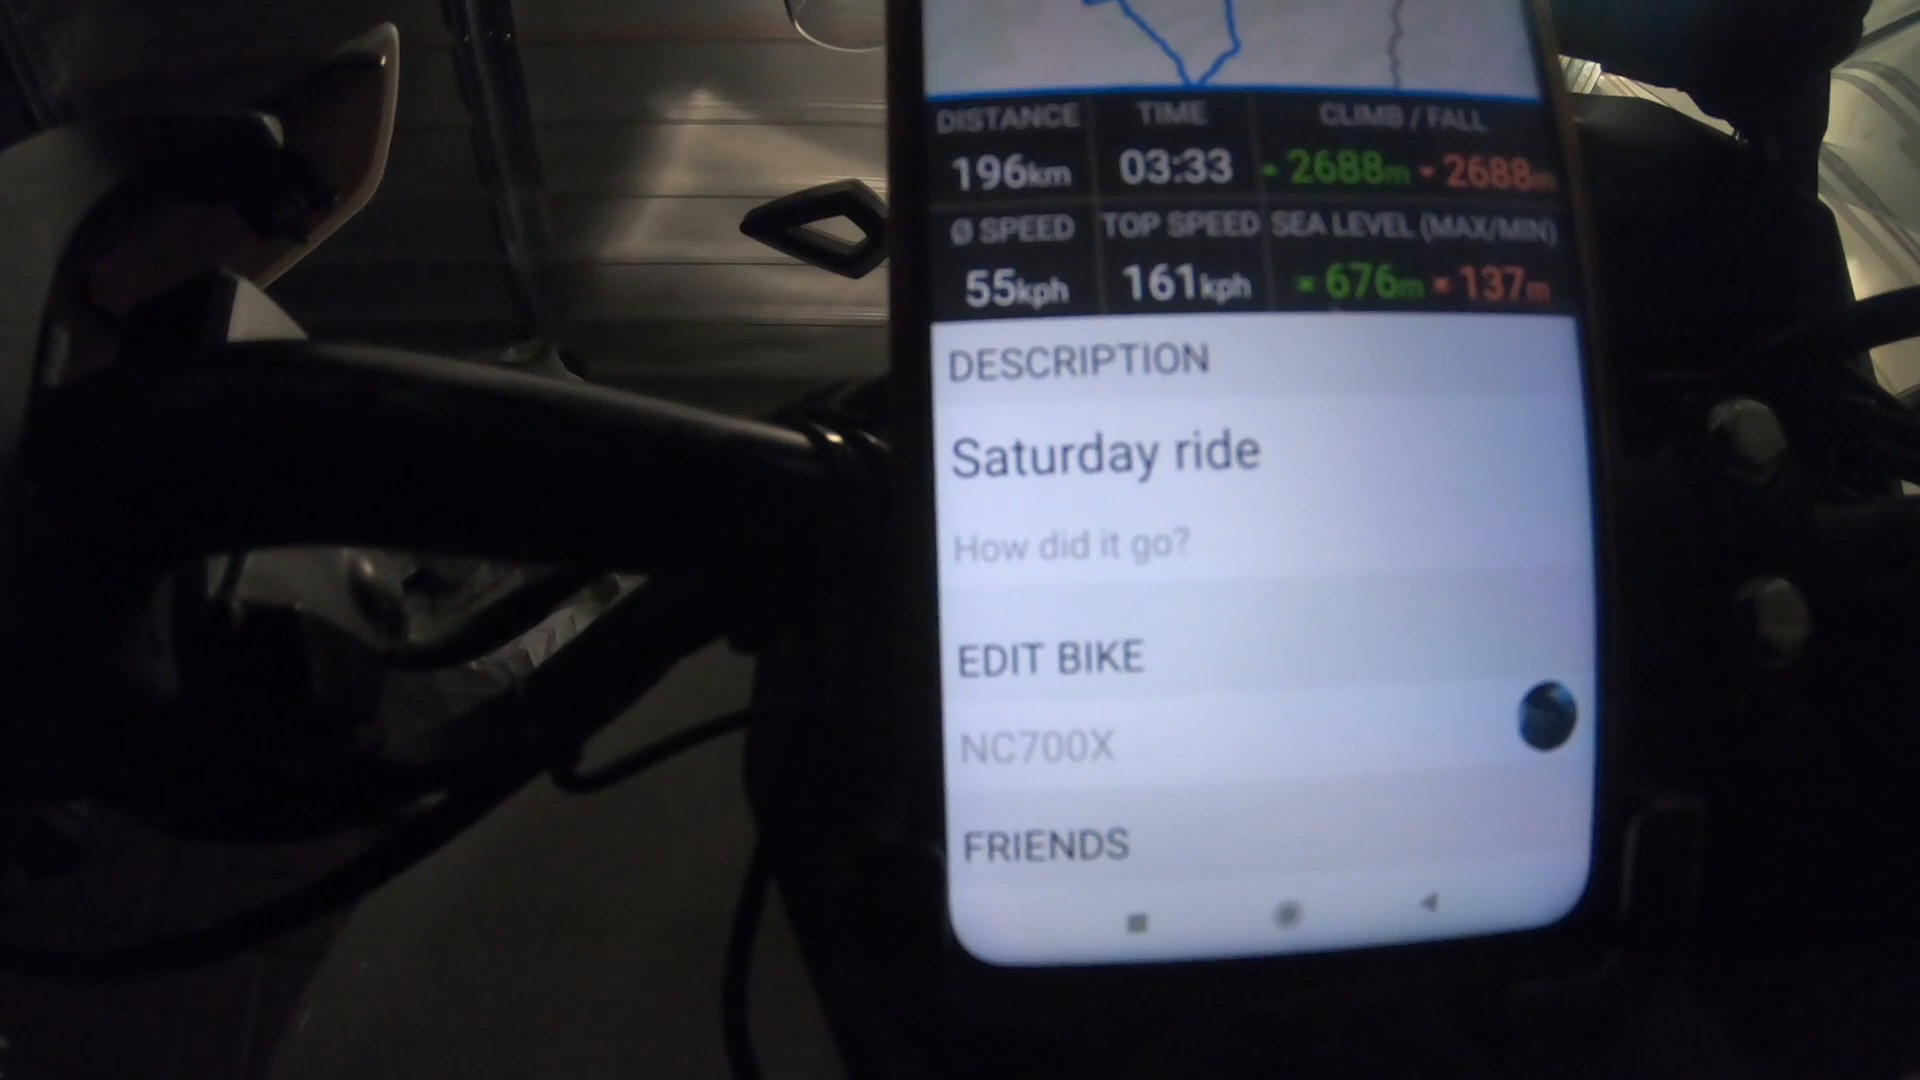 DISTANCE TIME CLIMB / FALL
196km 03:33 2688m 2688m
Ø SPEED TOP SPEED SEA LEVEL (MAX/MIN)
55kph 161kph 676m 137m
DESCRIPTION
Saturday ride
How did it go?
EDIT BIKE
NC700X
FRIENDS